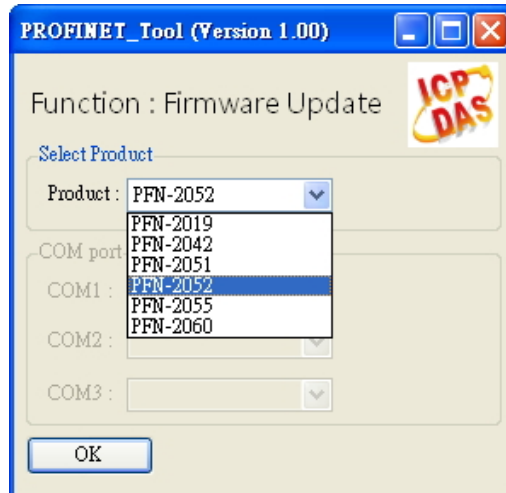 PROFINET_Tool (Version 1.00)
Function : Firmware Update
ICP
DAS
Select Product
Product : PFN-2052
PFN-2019
PFN-2042
PFN-2051
PFN-2052
PFN-2055
PFN-2060
COM port
COM1 :
COM2 :
COM3 :
OK